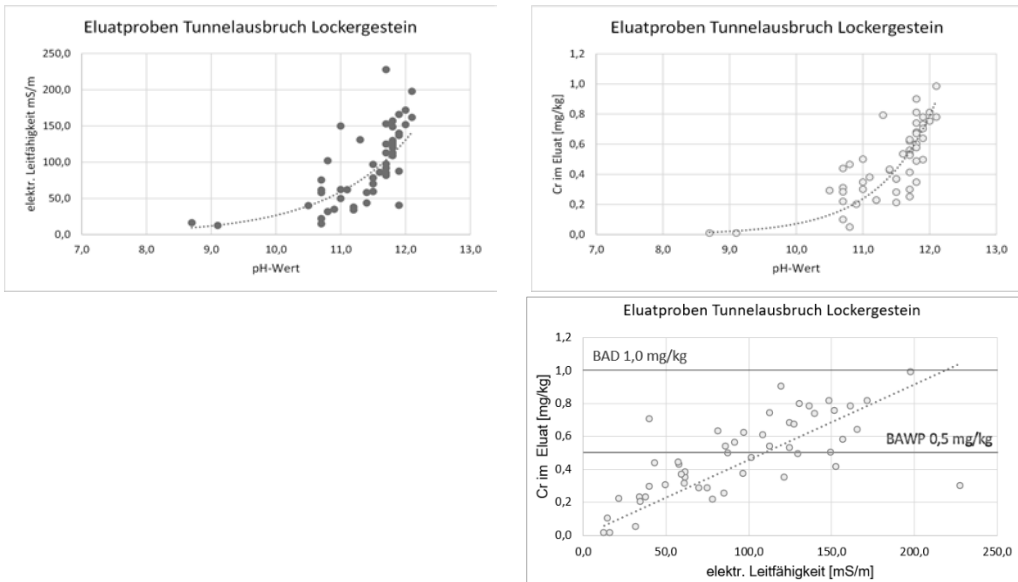 Eluatproben Tunnelausbruch Lockergestein
elektr. Leitfähigkeit mS/m
250,0
200,0
150,0
100,0
50,0
0,0
7,0 8,0 9,0 10,0 11,0 12,0 13,0
pH-Wert
Eluatproben Tunnelausbruch Lockergestein
Cr im Eluat [mg/kg]
1,2
1,0
0,8
0,6
0,4
0,2
0,0
7,0 8,0 9,0 10,0 11,0 12,0 13,0
pH-Wert
Eluatproben Tunnelausbruch Lockergestein
Cr im Eluat [mg/kg]
1,2
1,0
0,8
0,6
0,4
0,2
0,0
BAD 1,0 mg/kg
BAWP 0,5 mg/kg
0,0 50,0 100,0 150,0 200,0 250,0
elektr. Leitfähigkeit [mS/m]